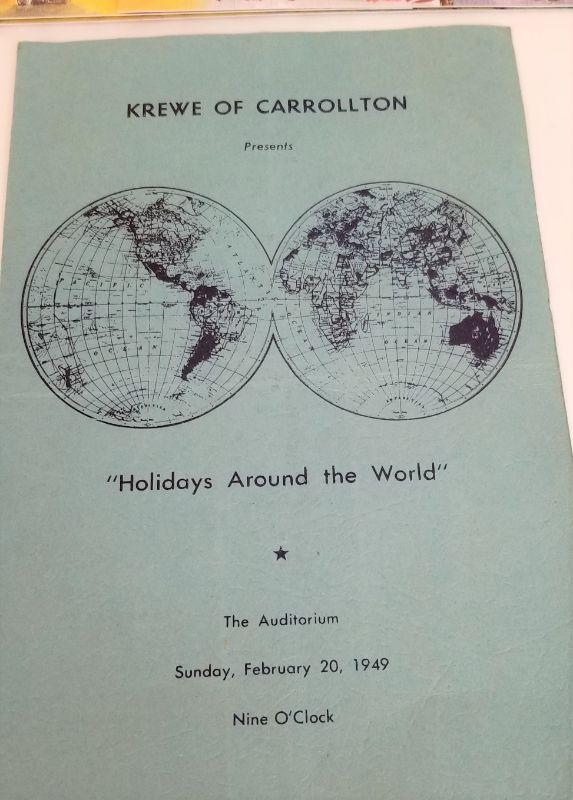 KREWE OF CARROLLTON
Presents
"Holidays Around the World"
The Auditorium
Sunday, February 20, 1949
Nine O'Clock